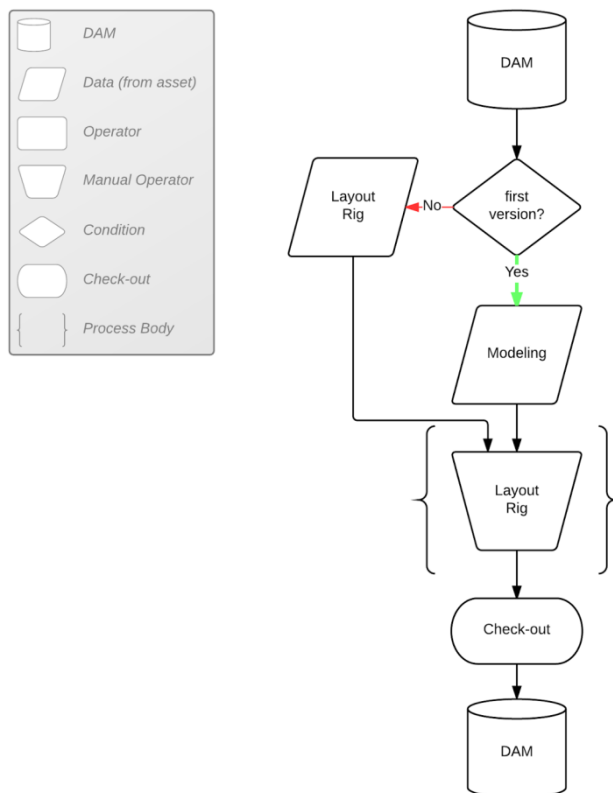 DAM
Data (from asset)
Operator
Manual Operator
Condition
Check-out
Process Body
DAM
first
version?
No
Layout
Rig
Yes
Modeling
Layout
Rig
Check-out
DAM